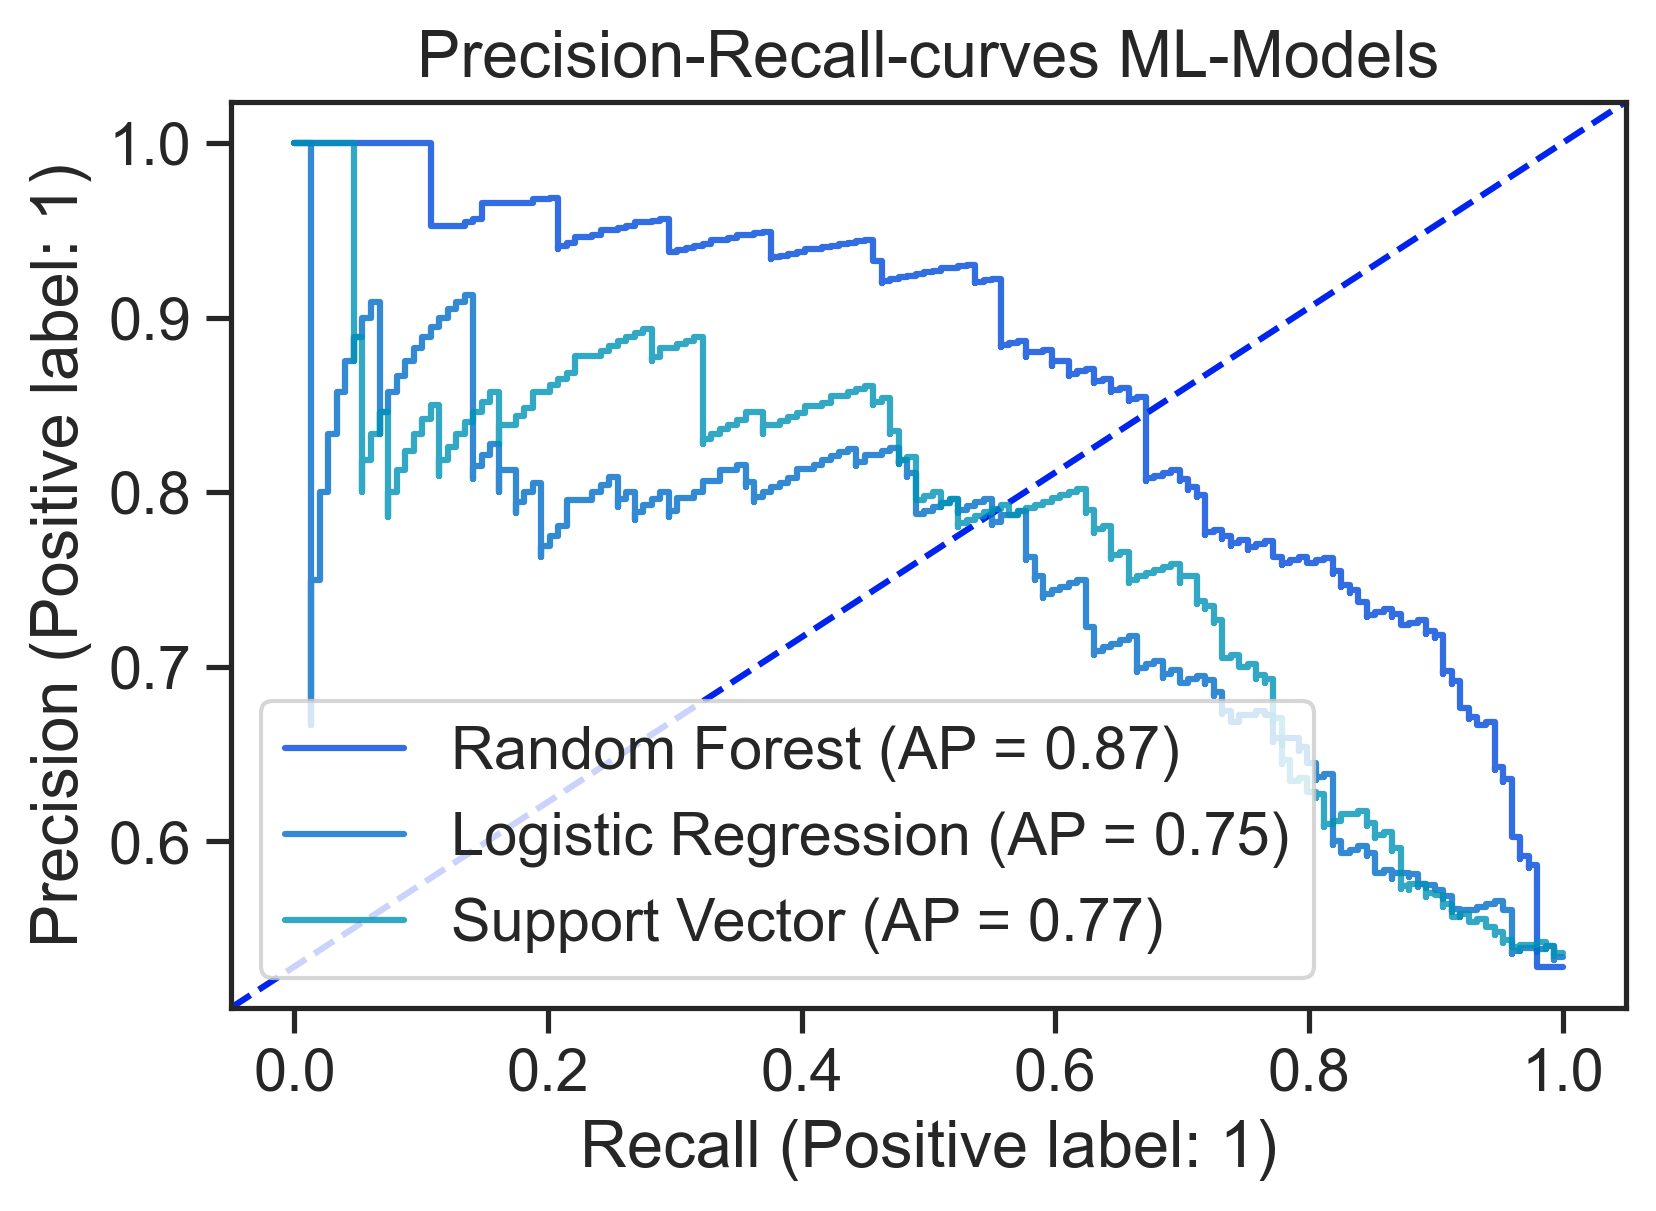 Precision-Recall-curves ML-Models
Precision (Positive label: 1)
1.0
0.9
0.8
0.7
0.6
Random Forest (AP = 0.87)
Logistic Regression (AP = 0.75)
Support Vector (AP = 0.77)
0.0 0.2 0.4 0.6 0.8 1.0
Recall (Positive label: 1)